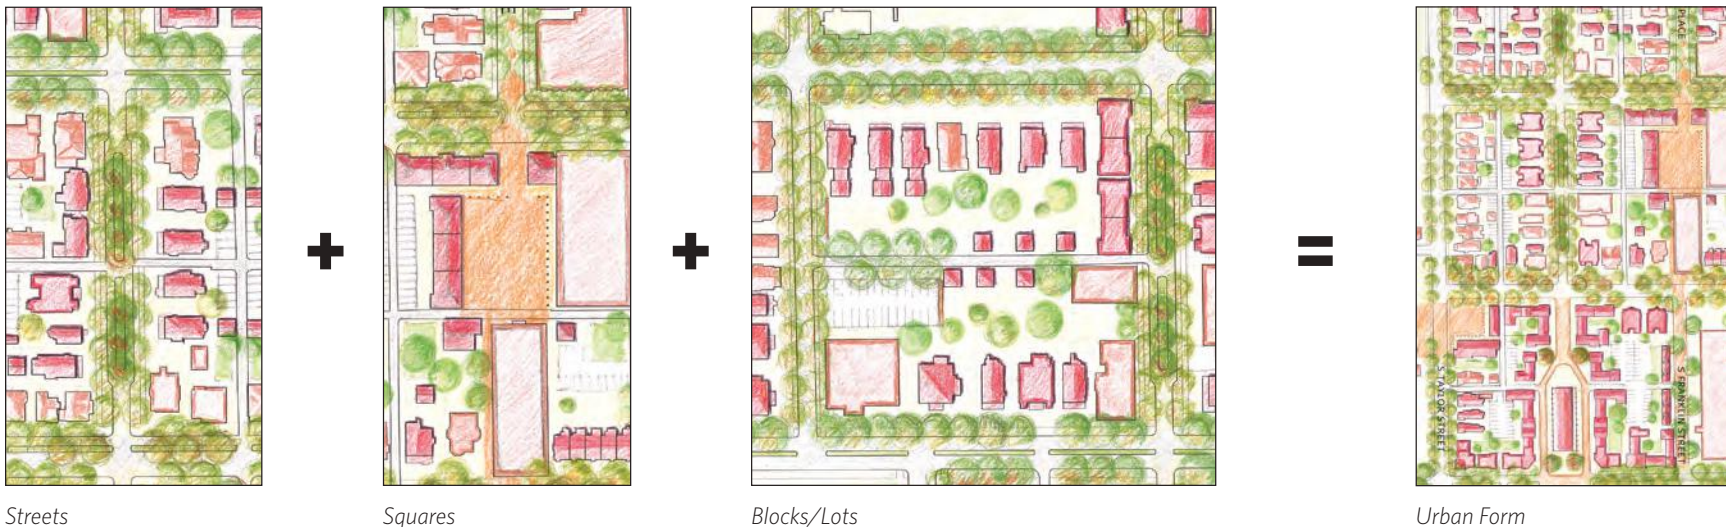 PLACE
+
+
=
S TAYLOR STREET
S FRANKLIN STREET
Streets
Squares
Blocks/Lots
Urban Form